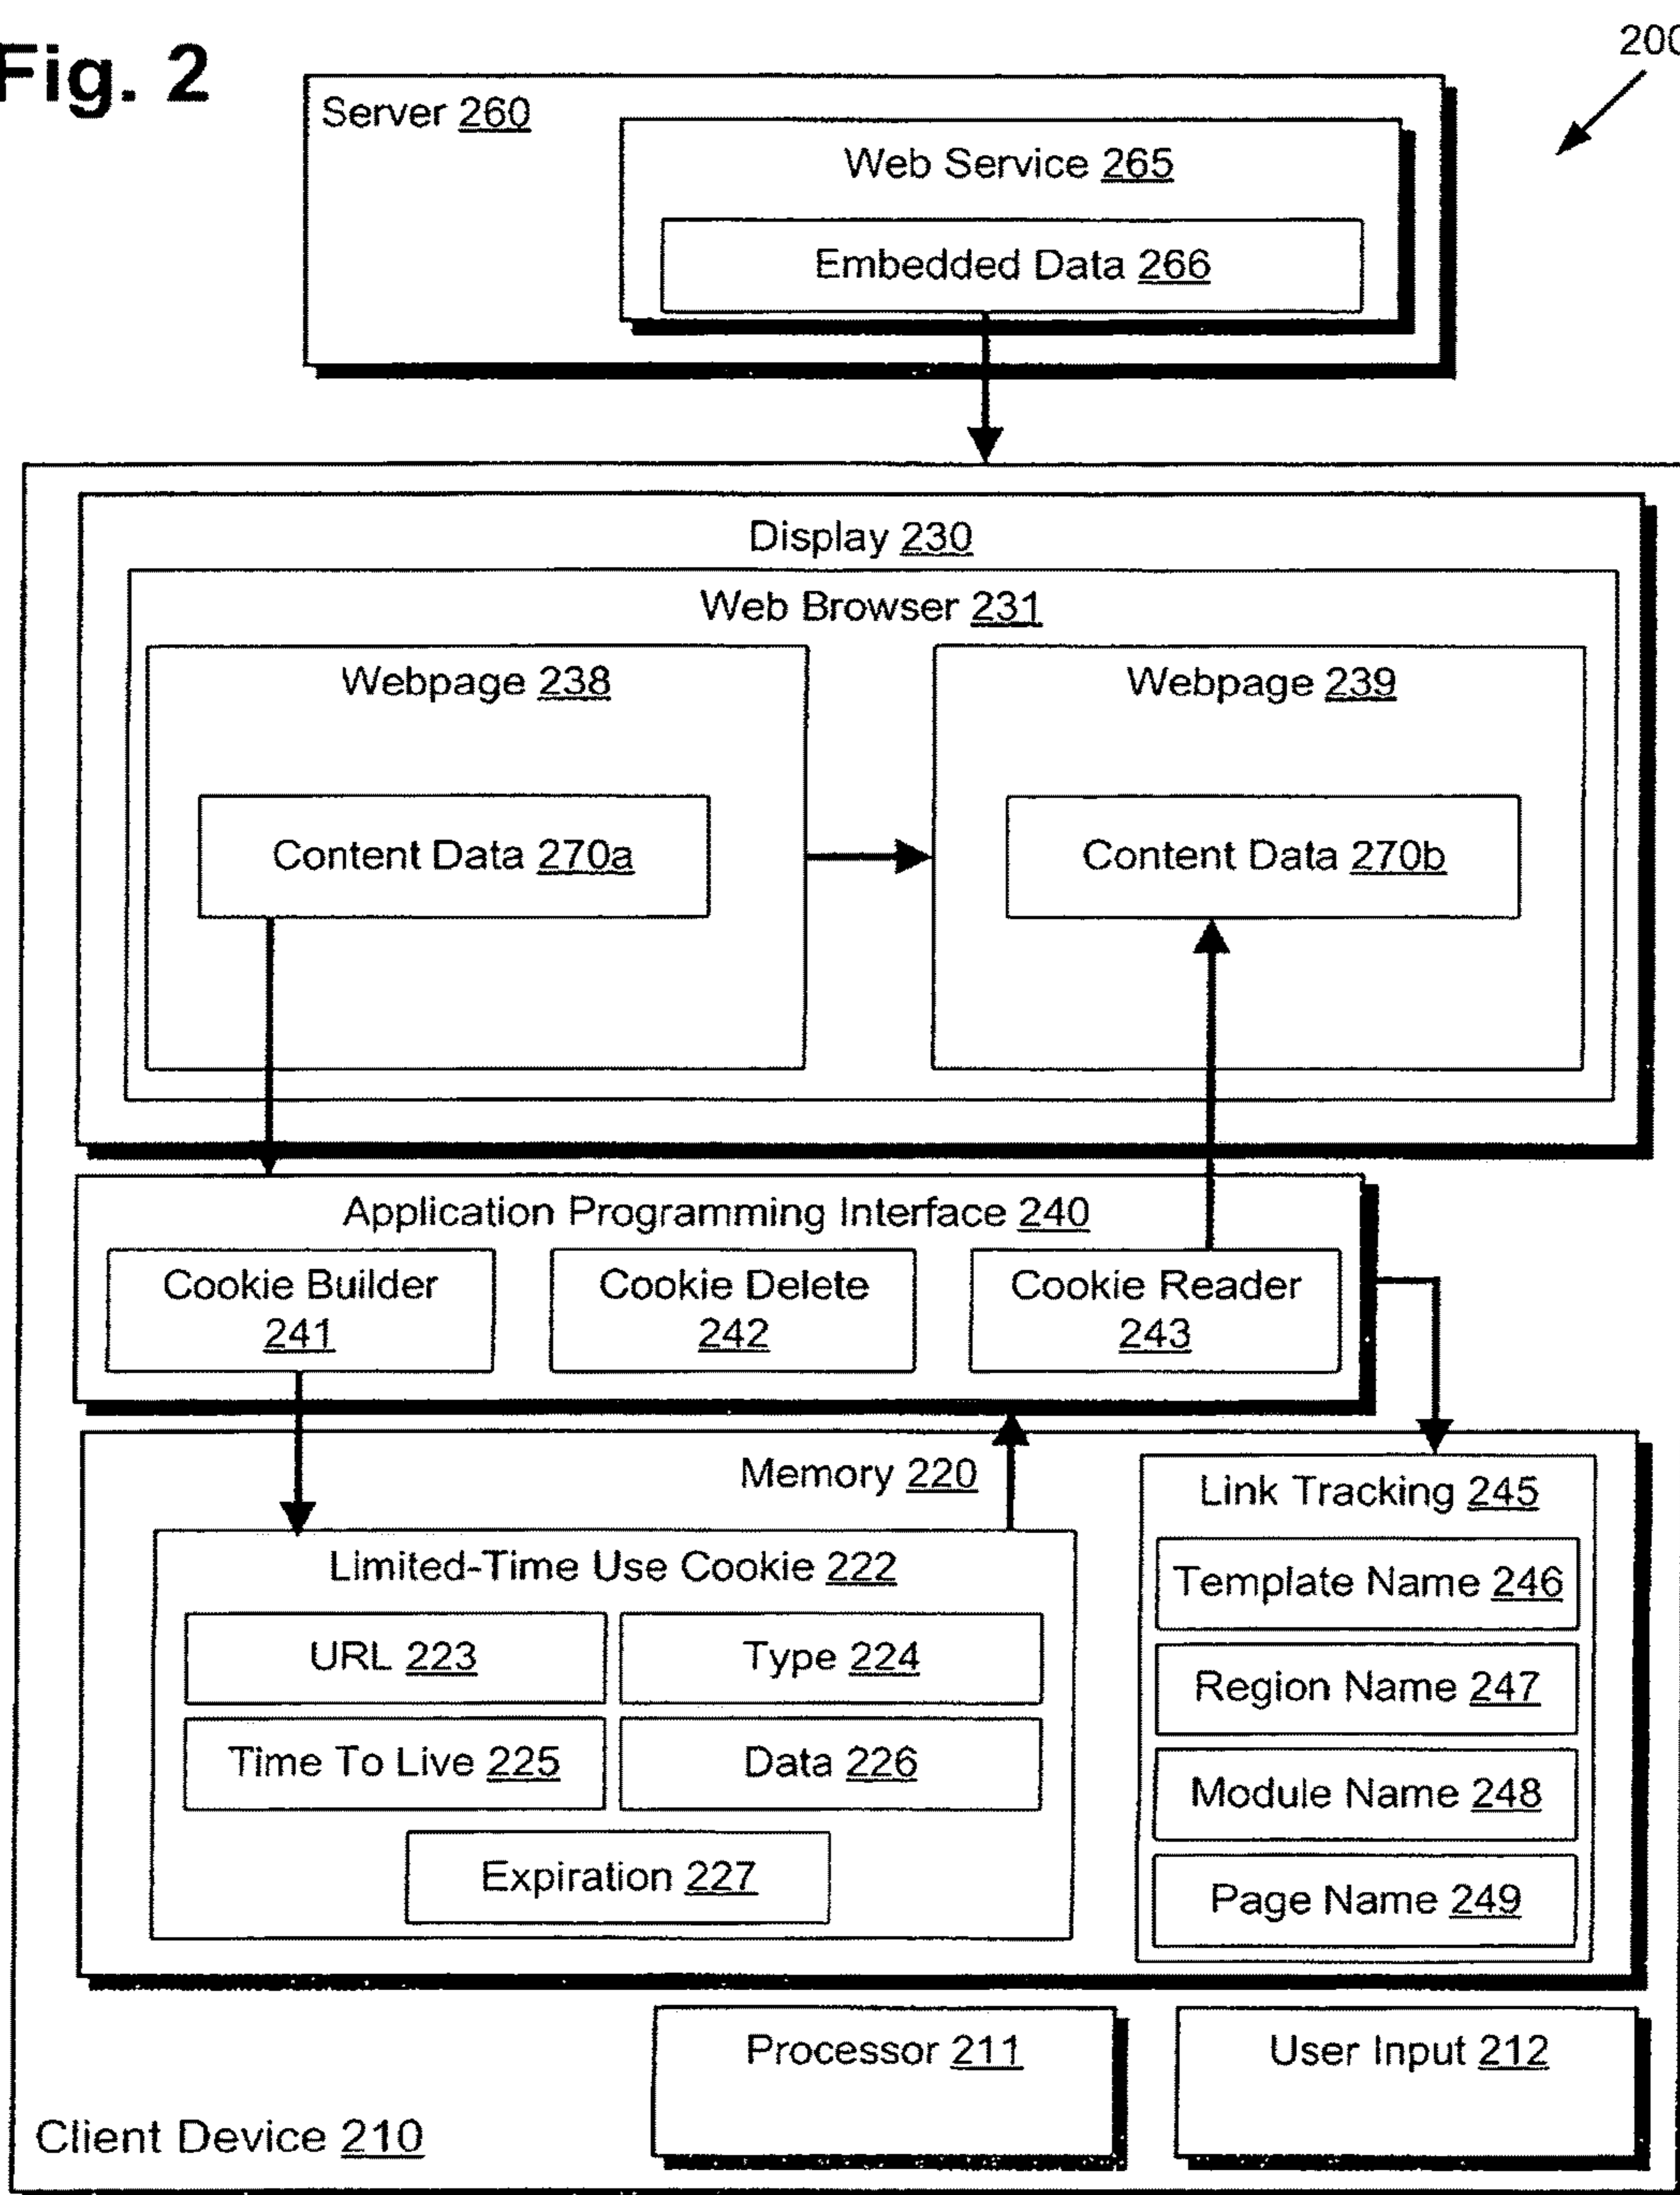 Fig. 2
200
Server 260
Web Service 265
Embedded Data 266
Display 230
Web Browser 231
Webpage 238
Webpage 239
Content Data 270a
Content Data 270b
Application Programming Interface 240
Cookie Builder
241
Cookie Delete
242
Cookie Reader
243
Memory 220
Limited-Time Use Cookie 222
URL 223
Type 224
Time To Live 225
Data 226
Expiration 227
Link Tracking 245
Template Name 246
Region Name 247
Module Name 248
Page Name 249
Processor 211
User Input 212
Client Device 210